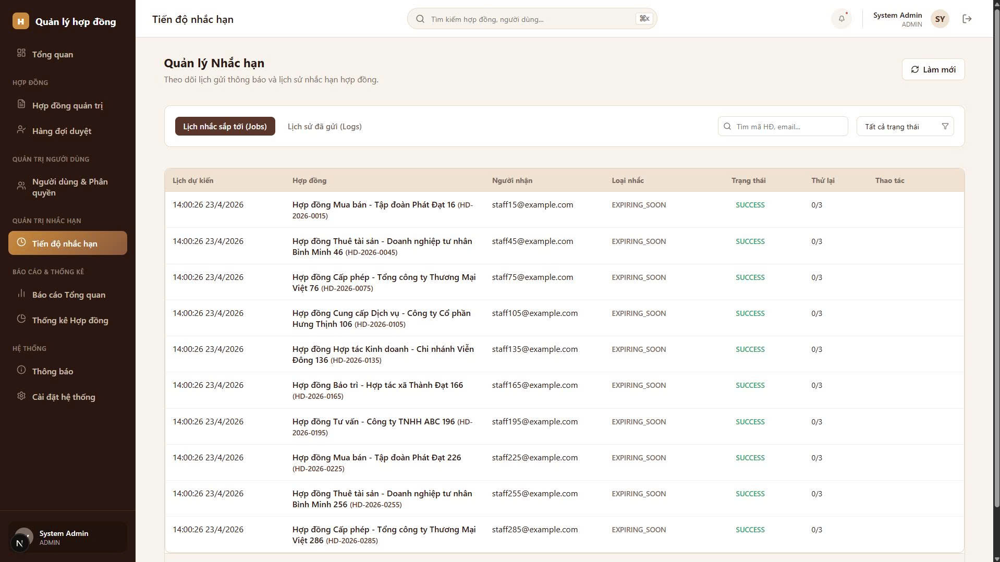 H Quản lý hợp đồng
Tổng quan
HỢP ĐỒNG
Hợp đồng quản trị
Hàng đợi duyệt
QUẢN TRỊ NGƯỜI DÙNG
Người dùng & Phân
quyền
QUẢN TRỊ NHẮC HẠN
Tiến độ nhắc hạn
BÁO CÁO & THỐNG KÊ
Báo cáo Tổng quan
Thống kê Hợp đồng
HỆ THỐNG
Thông báo
Cài đặt hệ thống
N
System Admin
ADMIN
Tiến độ nhắc hạn
Tìm kiếm hợp đồng, người dùng...
⌘K
System Admin
ADMIN
SY
Quản lý Nhắc hạn
Theo dõi lịch gửi thông báo và lịch sử nhắc hạn hợp đồng.
Làm mới
Lịch nhắc sắp tới (Jobs)
Lịch sử đã gửi (Logs)
Tìm mã HĐ, email...
Tất cả trạng thái
Lịch dự kiến Hợp đồng Người nhận Loại nhắc Trạng thái Thử lại Thao tác
14:00:26 23/4/2026 Hợp đồng Mua bán - Tập đoàn Phát Đạt 16 (HD- staff15@example.com EXPIRING_SOON SUCCESS 0/3
2026-0015)
14:00:26 23/4/2026 Hợp đồng Thuê tài sản - Doanh nghiệp tư nhân staff45@example.com EXPIRING_SOON SUCCESS 0/3
Bình Minh 46 (HD-2026-0045)
14:00:26 23/4/2026 Hợp đồng Cấp phép - Tổng công ty Thương Mại staff75@example.com EXPIRING_SOON SUCCESS 0/3
Việt 76 (HD-2026-0075)
14:00:26 23/4/2026 Hợp đồng Cung cấp Dịch vụ - Công ty Cổ phần staff105@example.com EXPIRING_SOON SUCCESS 0/3
Hưng Thịnh 106 (HD-2026-0105)
14:00:26 23/4/2026 Hợp đồng Hợp tác Kinh doanh - Chi nhánh Viễn staff135@example.com EXPIRING_SOON SUCCESS 0/3
Đông 136 (HD-2026-0135)
14:00:26 23/4/2026 Hợp đồng Bảo trì - Hợp tác xã Thành Đạt 166 staff165@example.com EXPIRING_SOON SUCCESS 0/3
(HD-2026-0165)
14:00:26 23/4/2026 Hợp đồng Tư vấn - Công ty TNHH ABC 196 (HD- staff195@example.com EXPIRING_SOON SUCCESS 0/3
2026-0195)
14:00:26 23/4/2026 Hợp đồng Mua bán - Tập đoàn Phát Đạt 226 staff225@example.com EXPIRING_SOON SUCCESS 0/3
(HD-2026-0225)
14:00:26 23/4/2026 Hợp đồng Thuê tài sản - Doanh nghiệp tư nhân staff255@example.com EXPIRING_SOON SUCCESS 0/3
Bình Minh 256 (HD-2026-0255)
14:00:26 23/4/2026 Hợp đồng Cấp phép - Tổng công ty Thương Mại staff285@example.com EXPIRING_SOON SUCCESS 0/3
Việt 286 (HD-2026-0285)